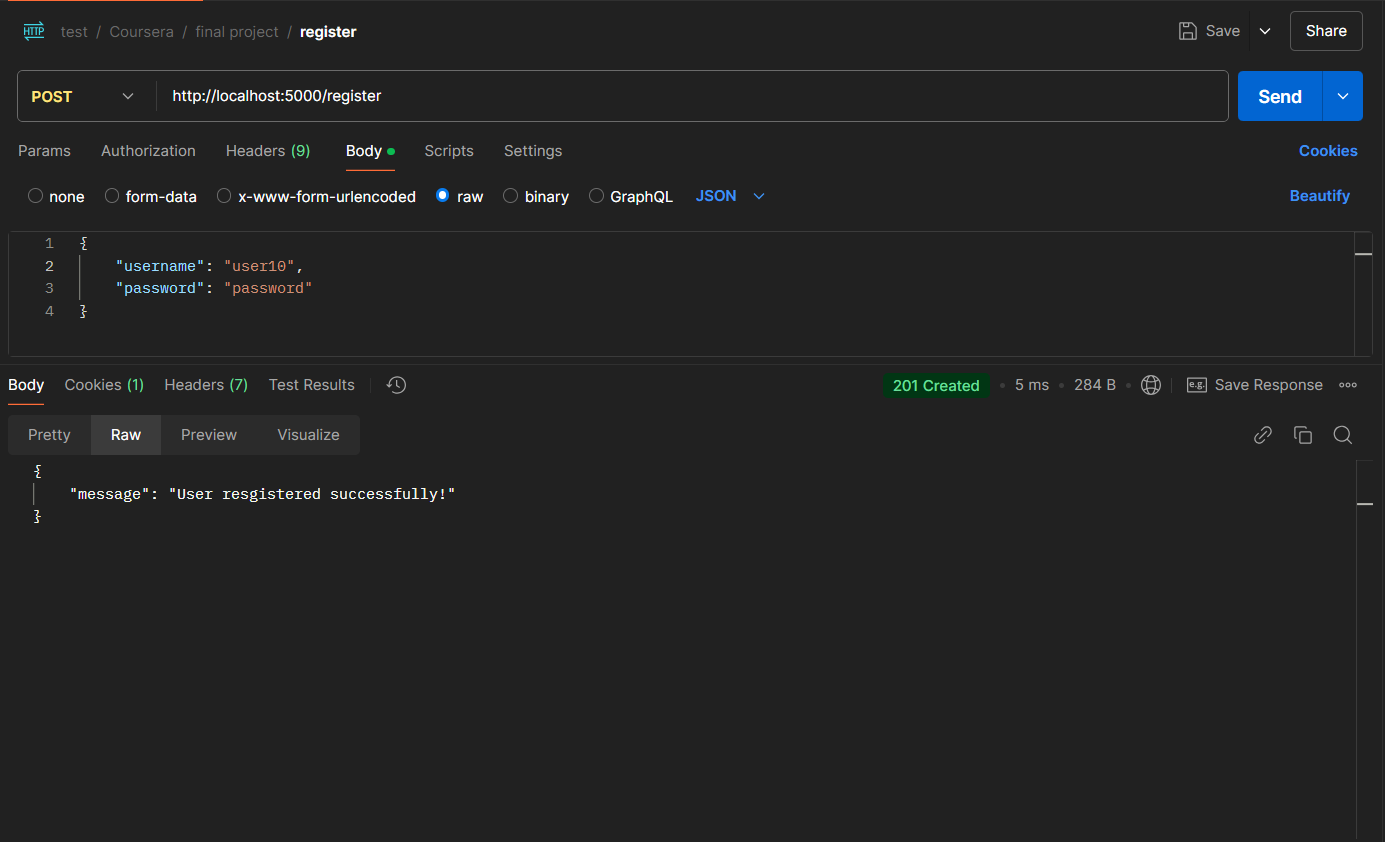 HTTP test / Coursera / final project / register Save Share
POST http://localhost:5000/register Send
Params Authorization Headers (9) Body Scripts Settings Cookies
none form-data x-www-form-urlencoded raw binary GraphQL JSON Beautify
1 {
2 "username": "user10",
3 "password": "password"
4 }
Body Cookies (1) Headers (7) Test Results 201 Created 5 ms 284 B e.g. Save Response
Pretty Raw Preview Visualize
{
"message": "User resgistered successfully!"
}